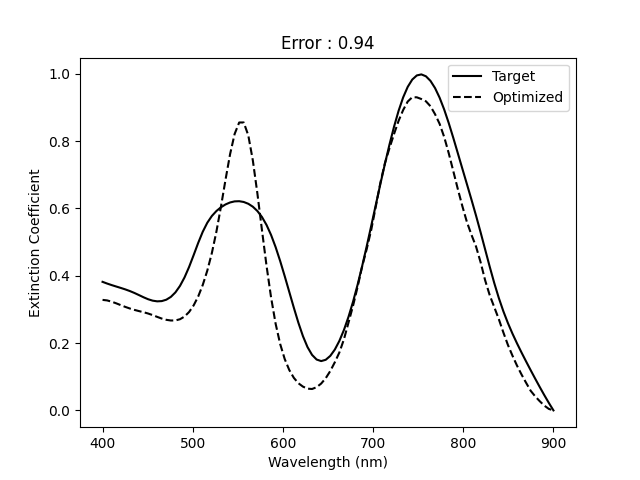 Error : 0.94
Target
Optimized
Extinction Coefficient
1.0
0.8
0.6
0.4
0.2
0.0
400 500 600 700 800 900
Wavelength (nm)